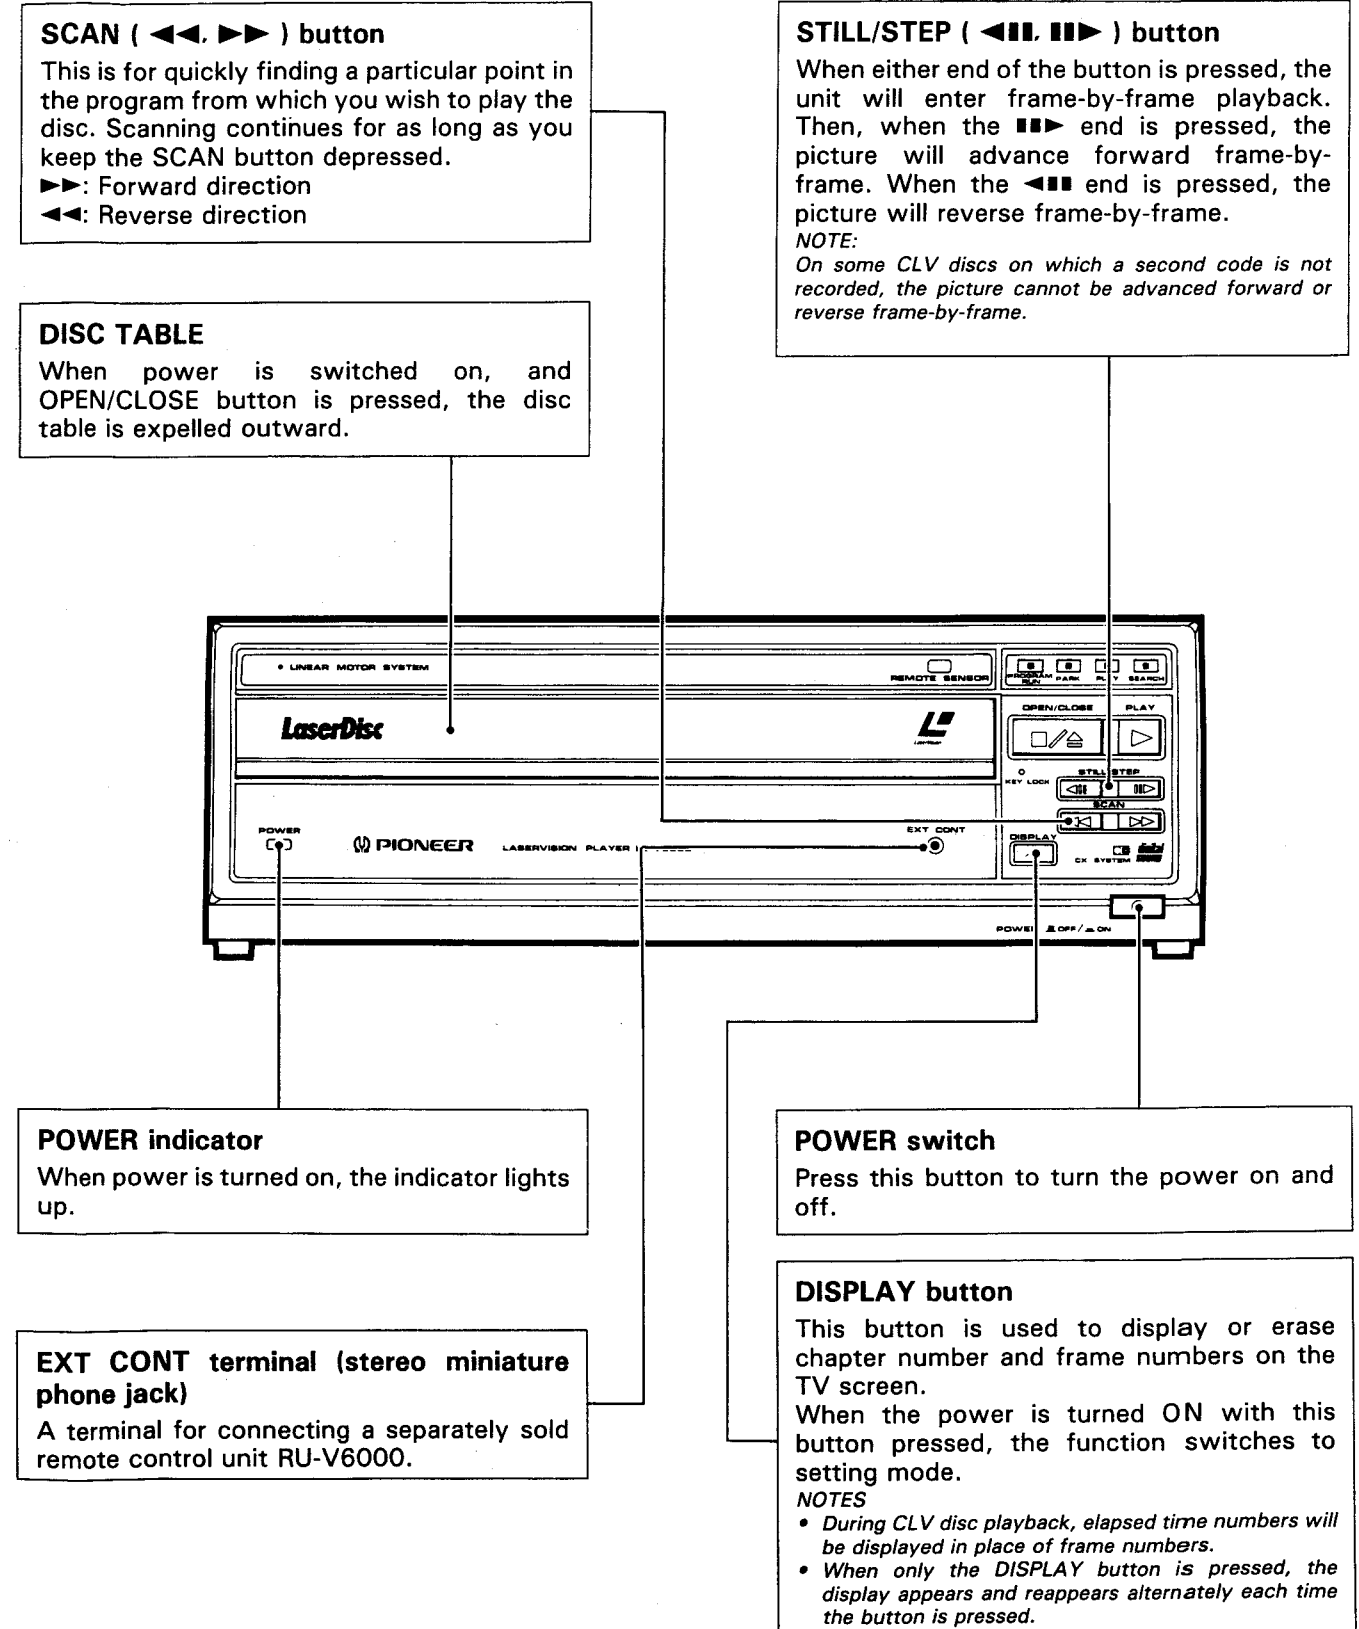 SCAN ( ◄◄, ►► ) button
This is for quickly finding a particular point in
the program from which you wish to play the
disc. Scanning continues for as long as you
keep the SCAN button depressed.
►►: Forward direction
◄◄: Reverse direction
STILL/STEP ( ◄▮▮, ▮▮► ) button
When either end of the button is pressed, the
unit will enter frame-by-frame playback.
Then, when the ▮▮► end is pressed, the
picture will advance forward frame-by-
frame. When the ◄▮▮ end is pressed, the
picture will reverse frame-by-frame.
NOTE:
On some CLV discs on which a second code is not
recorded, the picture cannot be advanced forward or
reverse frame-by-frame.
DISC TABLE
When power is switched on, and
OPEN/CLOSE button is pressed, the disc
table is expelled outward.
LINEAR MOTOR SYSTEM
REMOTE SENSOR
PROGRAM
RUN
PARK
PLAY
SEARCH
LaserDisc
OPEN/CLOSE
PLAY
STILL/STEP
KEY LOCK
SCAN
POWER
PIONEER
LASERVISION PLAYER
EXT CONT
DISPLAY
CX SYSTEM
digital
sound
POWER OFF/ ON
POWER indicator
When power is turned on, the indicator lights
up.
POWER switch
Press this button to turn the power on and
off.
EXT CONT terminal (stereo miniature
phone jack)
A terminal for connecting a separately sold
remote control unit RU-V6000.
DISPLAY button
This button is used to display or erase
chapter number and frame numbers on the
TV screen.
When the power is turned ON with this
button pressed, the function switches to
setting mode.
NOTES
• During CLV disc playback, elapsed time numbers will
be displayed in place of frame numbers.
• When only the DISPLAY button is pressed, the
display appears and reappears alternately each time
the button is pressed.